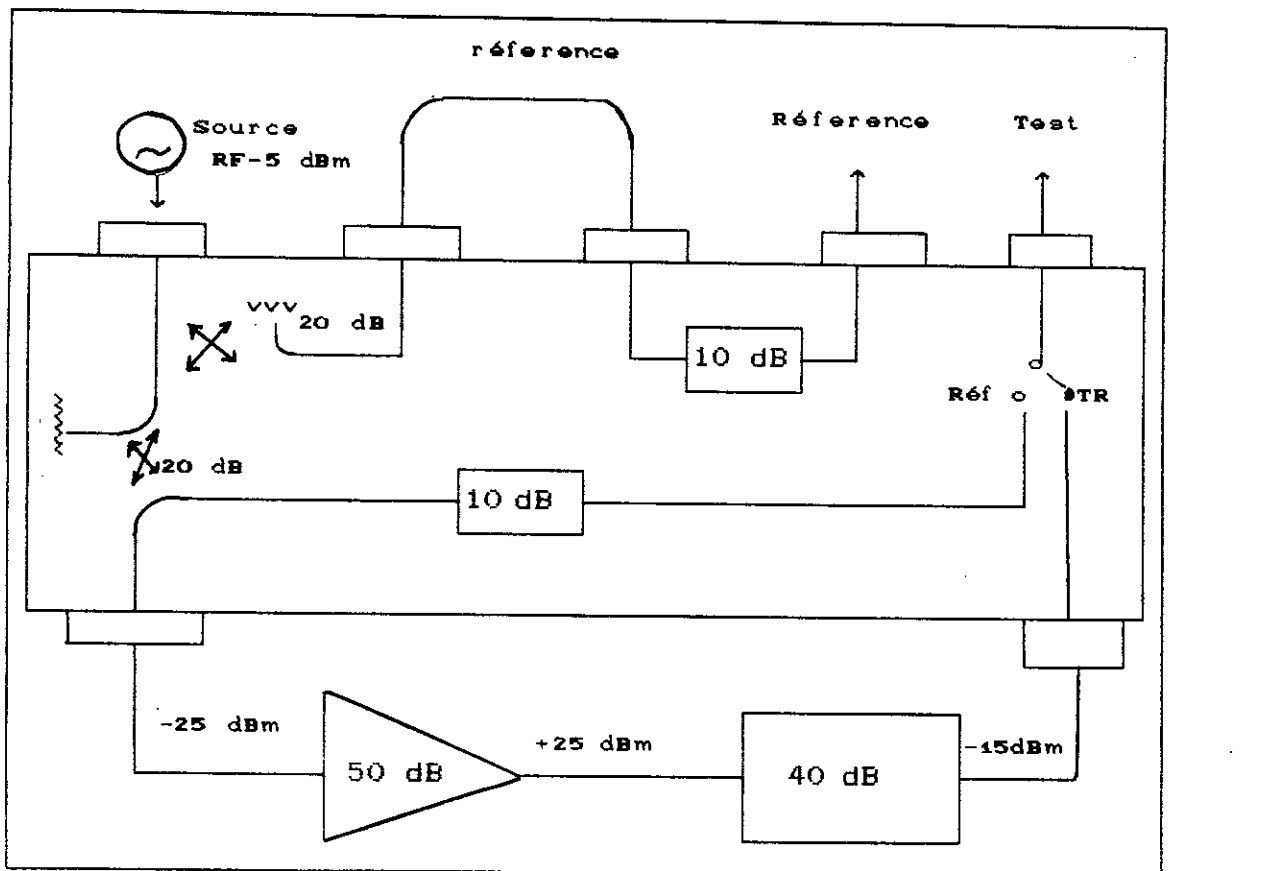 réference
Source
RF-5 dBm
Réference
Test
20 dB
10 dB
Réf
TR
20 dB
10 dB
-25 dBm
50 dB
+25 dBm
40 dB
-15dBm